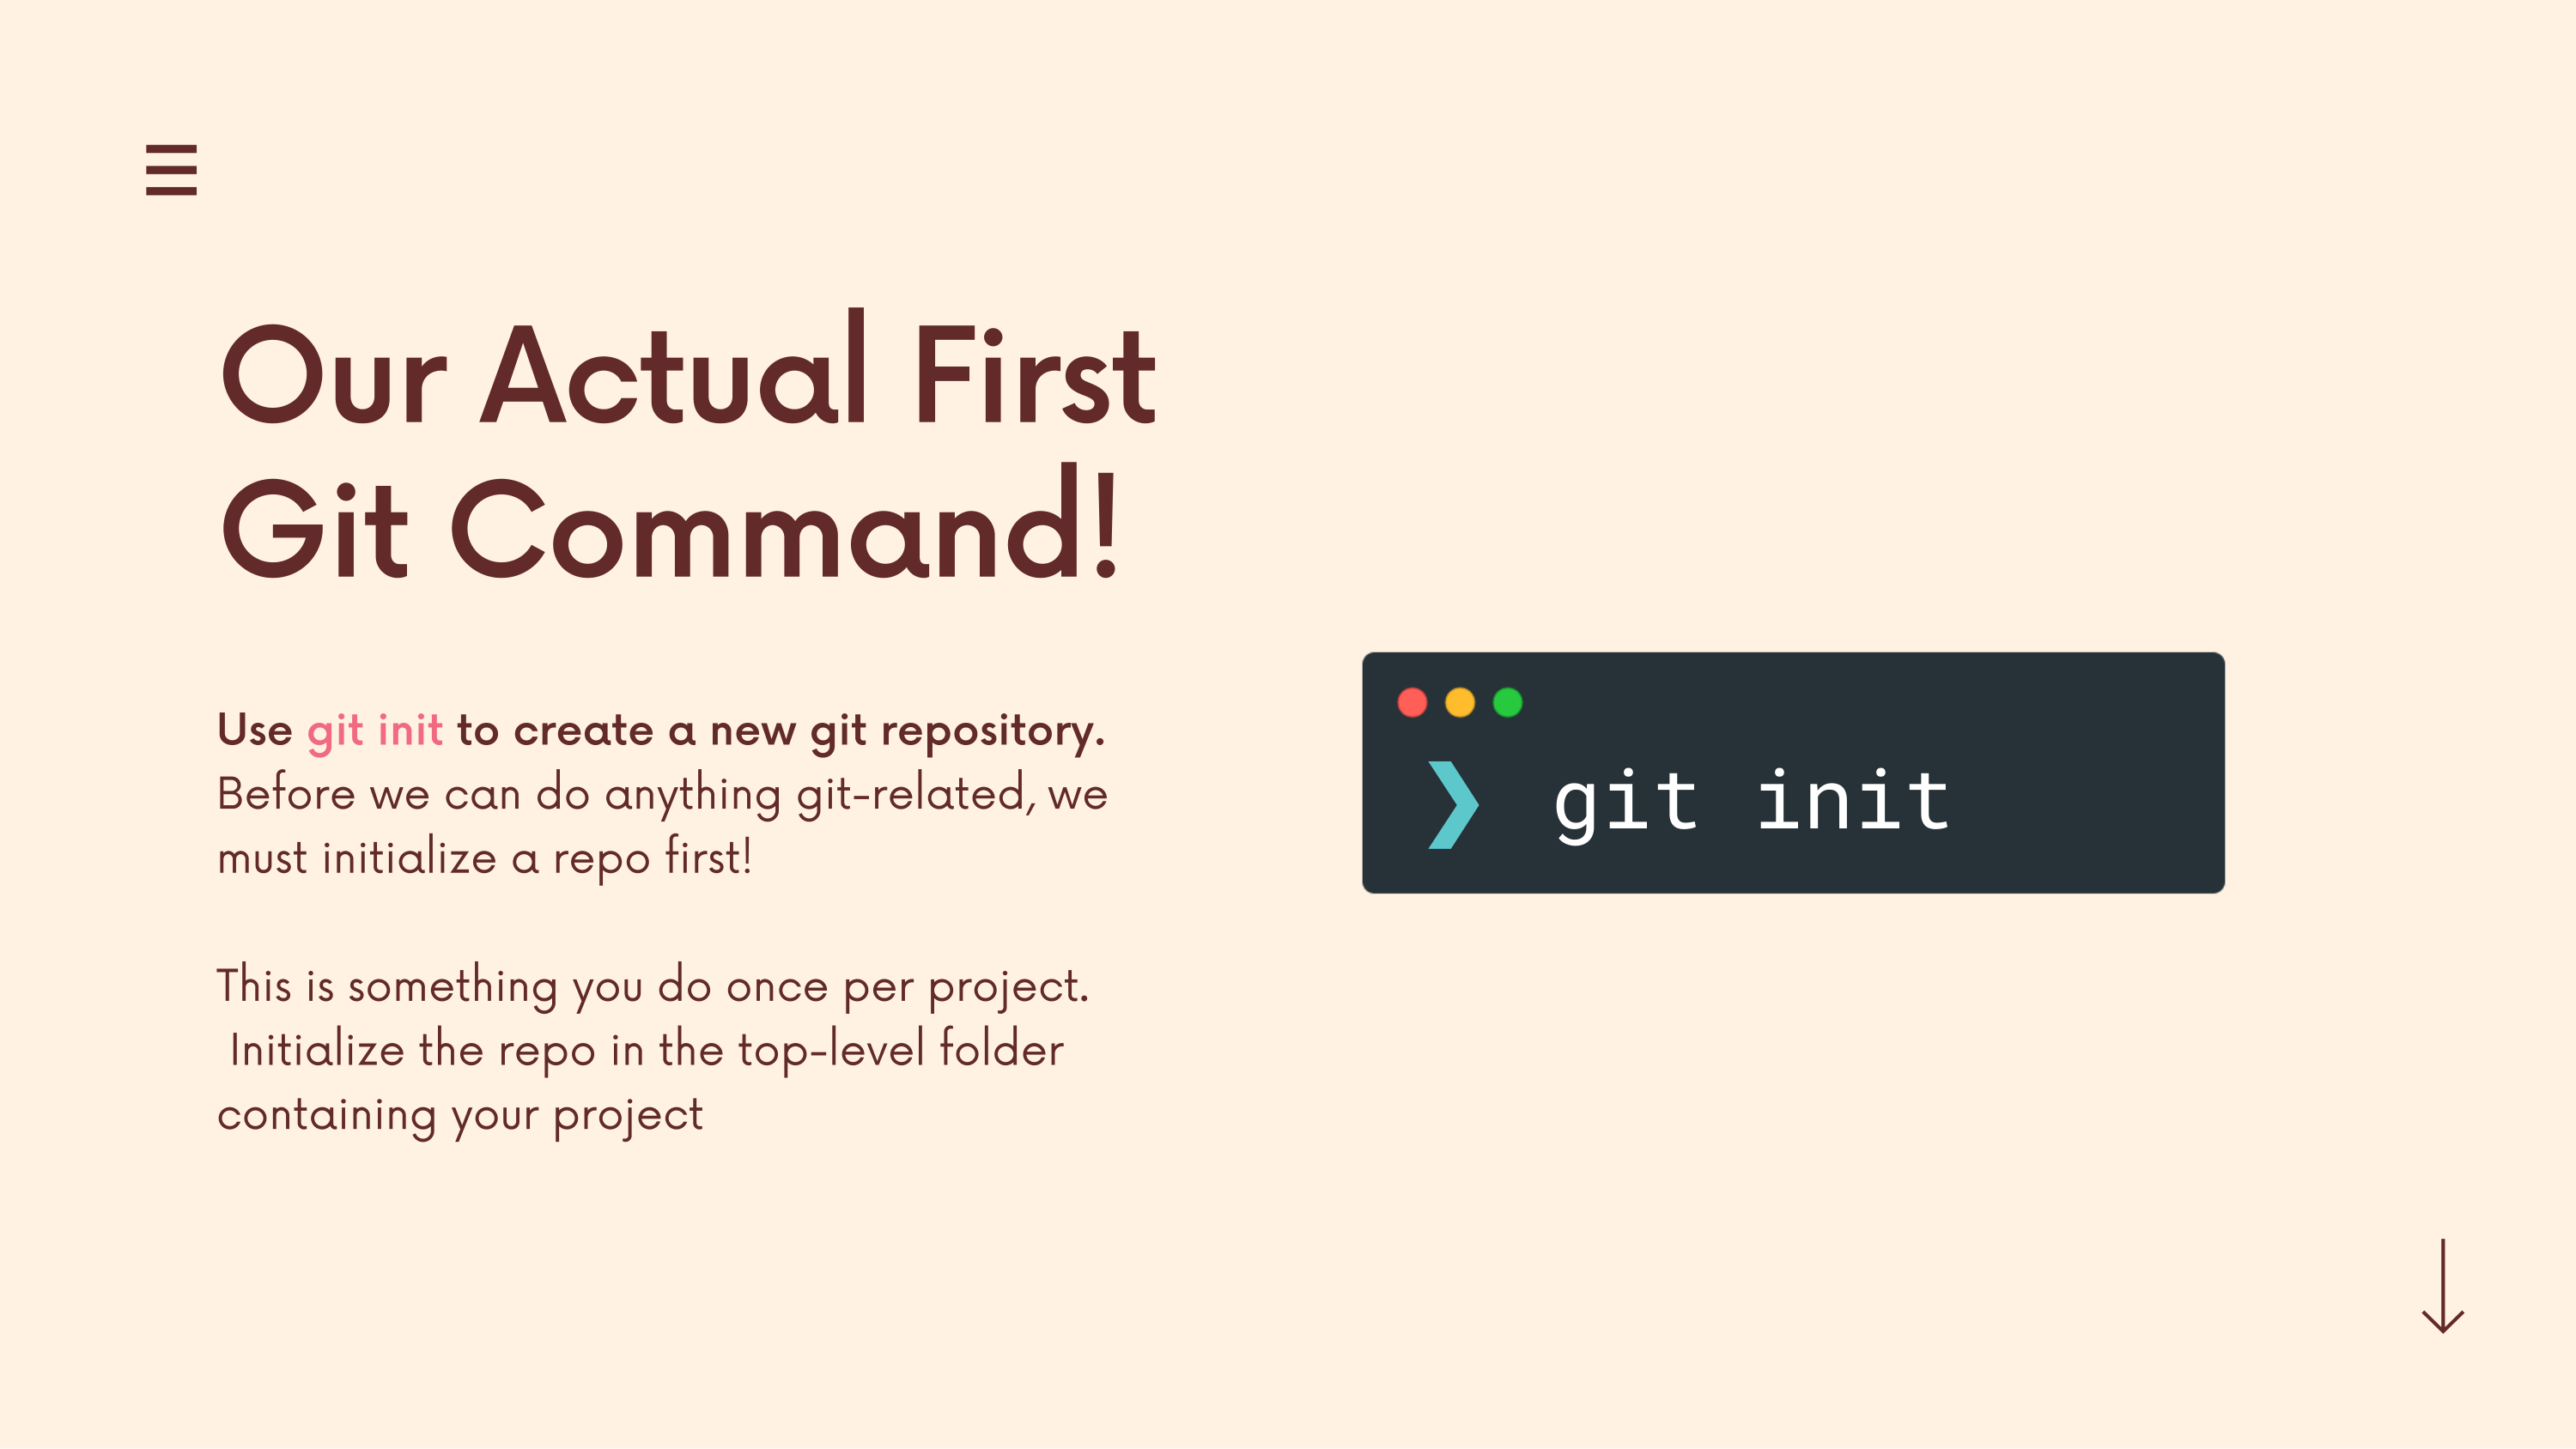 Our Actual First
Git Command!
Use git init to create a new git repository.
Before we can do anything git-related, we
must initialize a repo first!
This is something you do once per project.
Initialize the repo in the top-level folder
containing your project
❯ git init